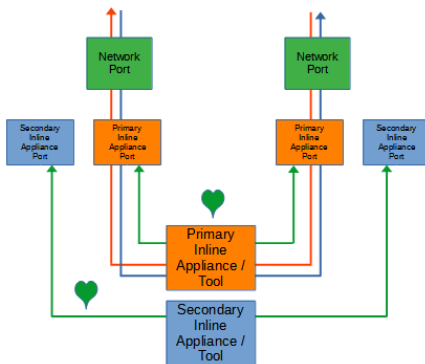 Network
Port
Network
Port
Secondary
Inline
Appliance
Port
Primary
Inline
Appliance
Port
Primary
Inline
Appliance
Port
Secondary
Inline
Appliance
Port
Primary
Inline
Appliance /
Tool
Secondary
Inline
Appliance /
Tool